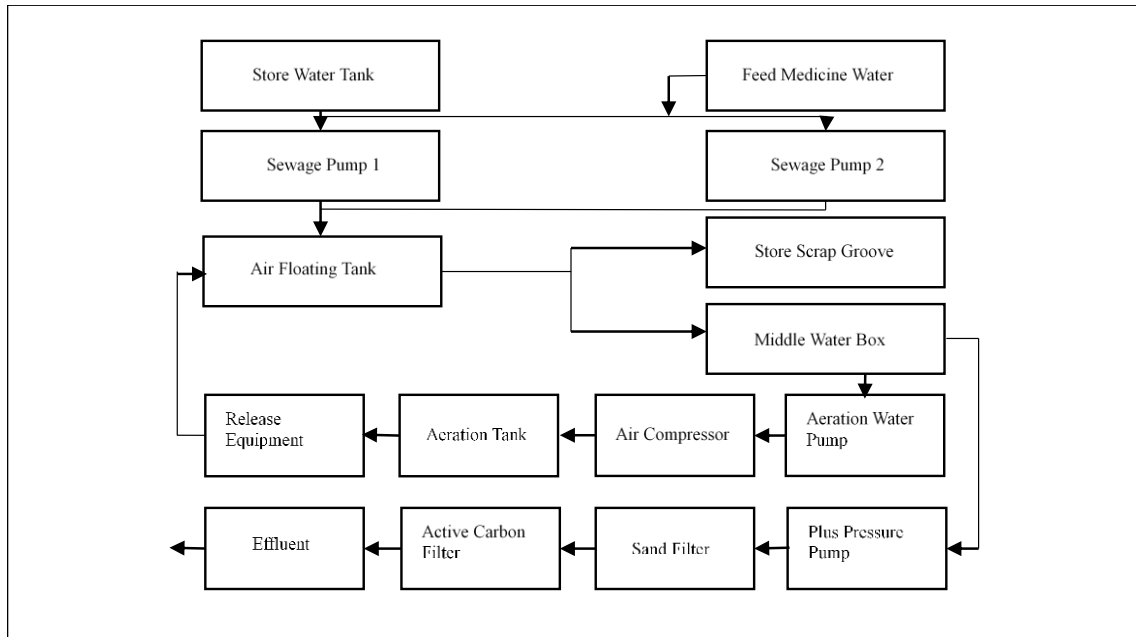 Store Water Tank
Feed Medicine Water
Sewage Pump 1
Sewage Pump 2
Air Floating Tank
Store Scrap Groove
Middle Water Box
Release
Equipment
Aeration Tank
Air Compressor
Aeration Water
Pump
Effluent
Active Carbon
Filter
Sand Filter
Plus Pressure
Pump